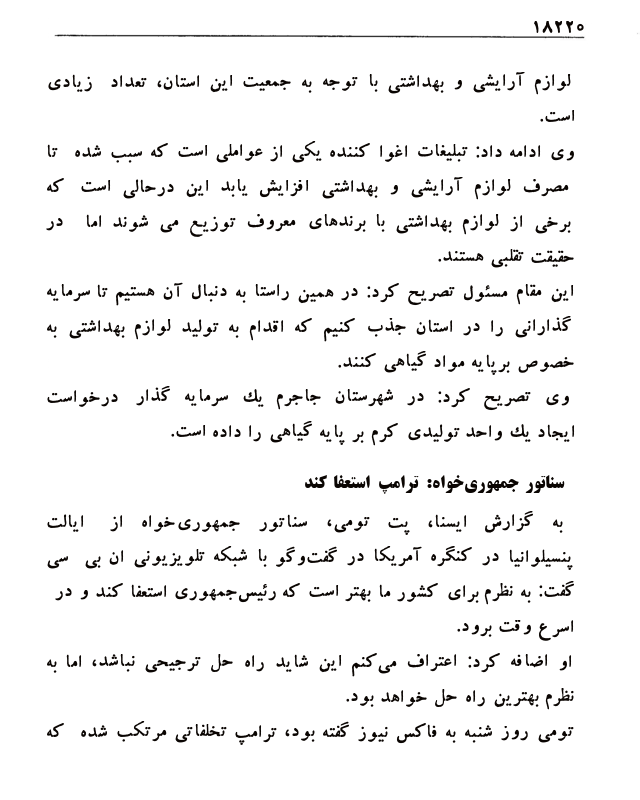 ۱۸۲۲۰
لوازم آرایشی و بهداشتی با توجه به جمعیت این استان، تعداد زیادی
است.
وی ادامه داد: تبلیغات اغوا کننده یکی از عواملی است که سبب شده تا
مصرف لوازم آرایشی و بهداشتی افزایش یابد این درحالی است که
برخی از لوازم بهداشتی با برندهای معروف توزیع می شوند اما در
حقیقت تقلبی هستند.
این مقام مسئول تصریح کرد: در همین راستا به دنبال آن هستیم تا سرمایه
گذارانی را در استان جذب کنیم که اقدام به تولید لوازم بهداشتی به
خصوص برپایه مواد گیاهی کنند.
وی تصریح کرد: در شهرستان جاجرم یك سرمایه گذار درخواست
ایجاد یك واحد تولیدی کرم بر پایه گیاهی را داده است.
سناتور جمهوری‌خواه: ترامپ استعفا کند
به گزارش ایسنا، پت تومی، سناتور جمهوری‌خواه از ایالت
پنسیلوانیا در کنگره آمریکا در گفت‌وگو با شبکه تلویزیونی ان بی سی
گفت: به نظرم برای کشور ما بهتر است که رئیس‌جمهوری استعفا کند و در
اسرع وقت برود.
او اضافه کرد: اعتراف می‌کنم این شاید راه حل ترجیحی نباشد، اما به
نظرم بهترین راه حل خواهد بود.
تومی روز شنبه به فاکس نیوز گفته بود، ترامپ تخلفاتی مرتکب شده که